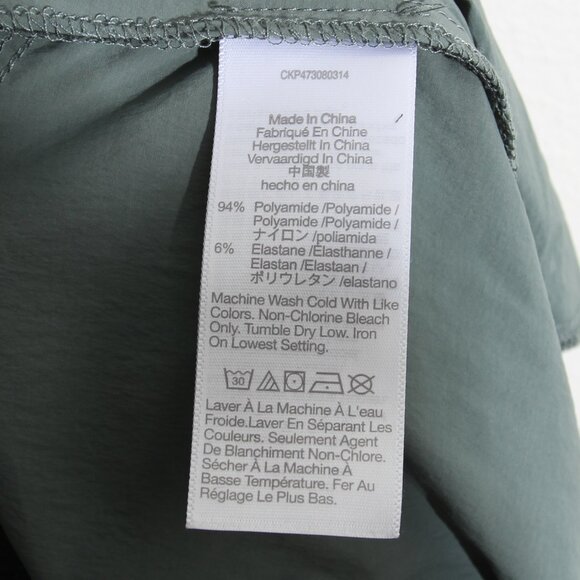 CKP473080314
Made In China
Fabriqué En Chine
Hergestellt In China
Vervaardigd In China
中国製
hecho en china
94% Polyamide /Polyamide /
Polyamide /Polyamide /
ナイロン /poliamida
6% Elastane /Élasthanne /
Elastan /Elastaan /
ポリウレタン /elastano
Machine Wash Cold With Like
Colors. Non-Chlorine Bleach
Only. Tumble Dry Low. Iron
On Lowest Setting.
30
Laver À La Machine À L'eau
Froide.Laver En Séparant Les
Couleurs. Seulement Agent
De Blanchiment Non-Chlore.
Sécher À La Machine À
Basse Température. Fer Au
Réglage Le Plus Bas.